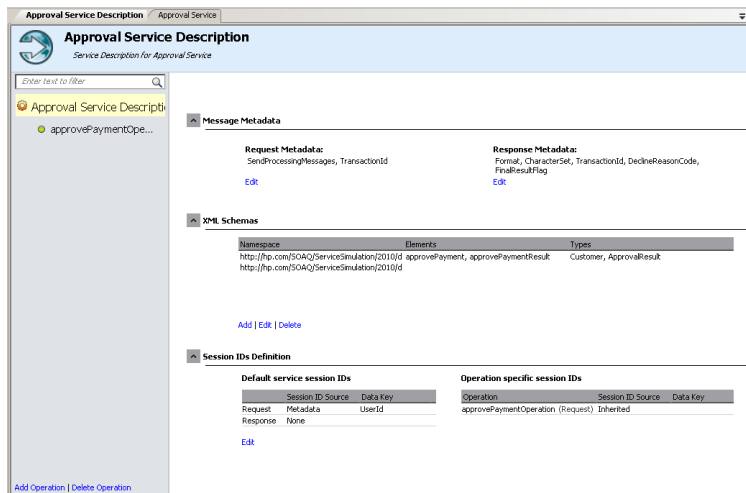 Approval Service Description
Approval Service
Approval Service Description
Service Description for Approval Service
Enter text to filter
Approval Service Descripti
approvePaymentOpe...
Message Metadata
Request Metadata:
SendProcessingMessages, TransactionId
Edit
Response Metadata:
Format, CharacterSet, TransactionId, DeclineReasonCode,
FinalResultFlag
Edit
XML Schemas
Namespace Elements Types
http://hp.com/SOAQ/ServiceSimulation/2010/d approvePayment, approvePaymentResult Customer, ApprovalResult
http://hp.com/SOAQ/ServiceSimulation/2010/d
Add | Edit | Delete
Session IDs Definition
Default service session IDs
Session ID Source Data Key
Request Metadata UserId
Response None
Edit
Operation specific session IDs
Operation Session ID Source Data Key
approvePaymentOperation (Request) Inherited
Add Operation | Delete Operation